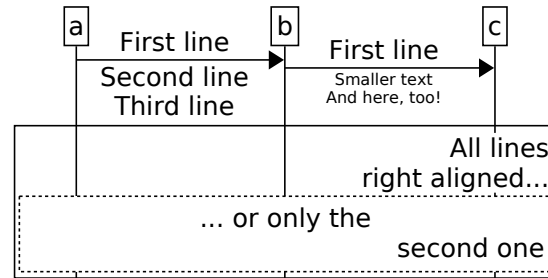 a b c
First line
Second line
Third line
First line
Smaller text
And here, too!
All lines
right aligned...
... or only the
second one